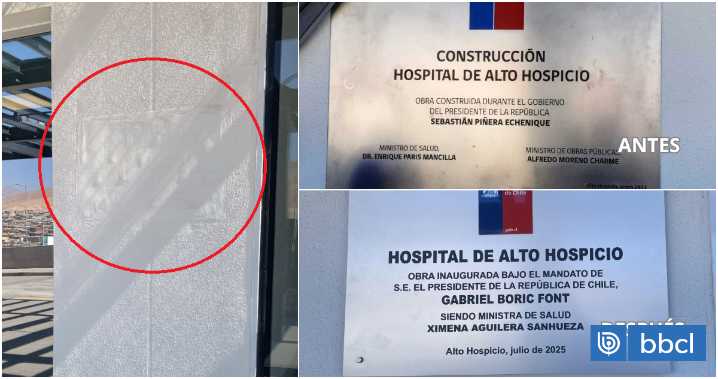 CONSTRUCCIÓN
HOSPITAL DE ALTO HOSPICIO
OBRA CONSTRUIDA DURANTE EL GOBIERNO
DEL PRESIDENTE DE LA REPÚBLICA
SEBASTIÁN PIÑERA ECHENIQUE
MINISTRO DE SALUD,
DR. ENRIQUE PARIS MANCILLA
MINISTRO DE OBRAS PÚBLICAS
ALFREDO MORENO CHARME
ANTES
de Chile
HOSPITAL DE ALTO HOSPICIO
OBRA INAUGURADA BAJO EL MANDATO DE
S.E. EL PRESIDENTE DE LA REPÚBLICA DE CHILE,
GABRIEL BORIC FONT
SIENDO MINISTRA DE SALUD
XIMENA AGUILERA SANHUEZA
DESPUÉS
Alto Hospicio, julio de 2025
bbcl